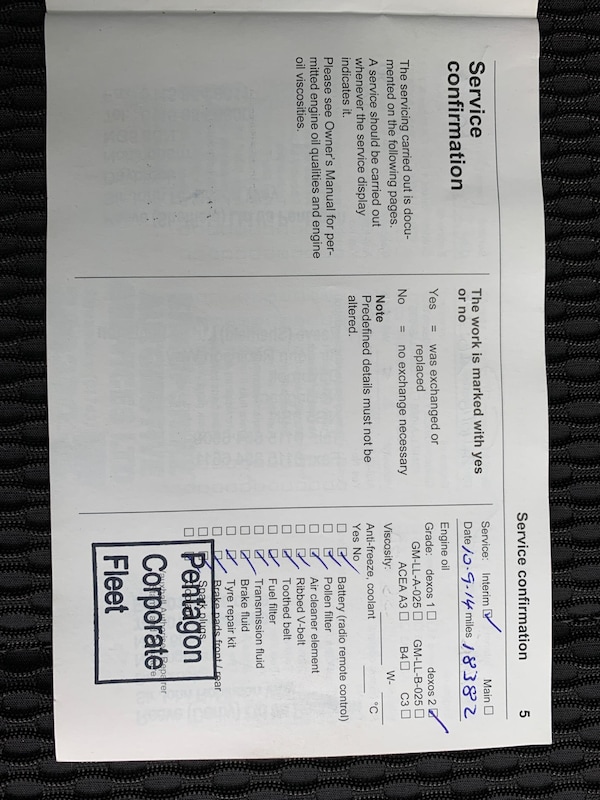 Service confirmation
5
Service
confirmation
The servicing carried out is docu-
mented on the following pages.
A service should be carried out
whenever the service display
indicates it.
Please see Owner's Manual for per-
mitted engine oil qualities and engine
oil viscosities.
The work is marked with yes
or no
Yes = was exchanged or
replaced
No = no exchange necessary
Note
Predefined details must not be
altered.
Service: Interim ☑ Main ☐
Date 10.9.14 miles 18382
Engine oil
Grade: dexos 1 ☐ dexos 2 ☑
GM-LL-A-025 ☐ GM-LL-B-025 ☐
ACEA A3 ☐ B4 ☐ C3 ☐
Viscosity: W-
Anti-freeze, coolant °C
Yes No
☐ ☑ Battery (radio remote control)
☐ ☑ Pollen filter
☐ ☑ Air cleaner element
☐ ☑ Ribbed V-belt
☐ ☑ Toothed belt
☐ ☑ Fuel filter
☐ ☑ Transmission fluid
☐ ☑ Brake fluid
☐ ☑ Tyre repair kit
☐ ☑ Brake pads front / rear
☐ ☑ Spark plugs
Pentagon
Corporate
Fleet